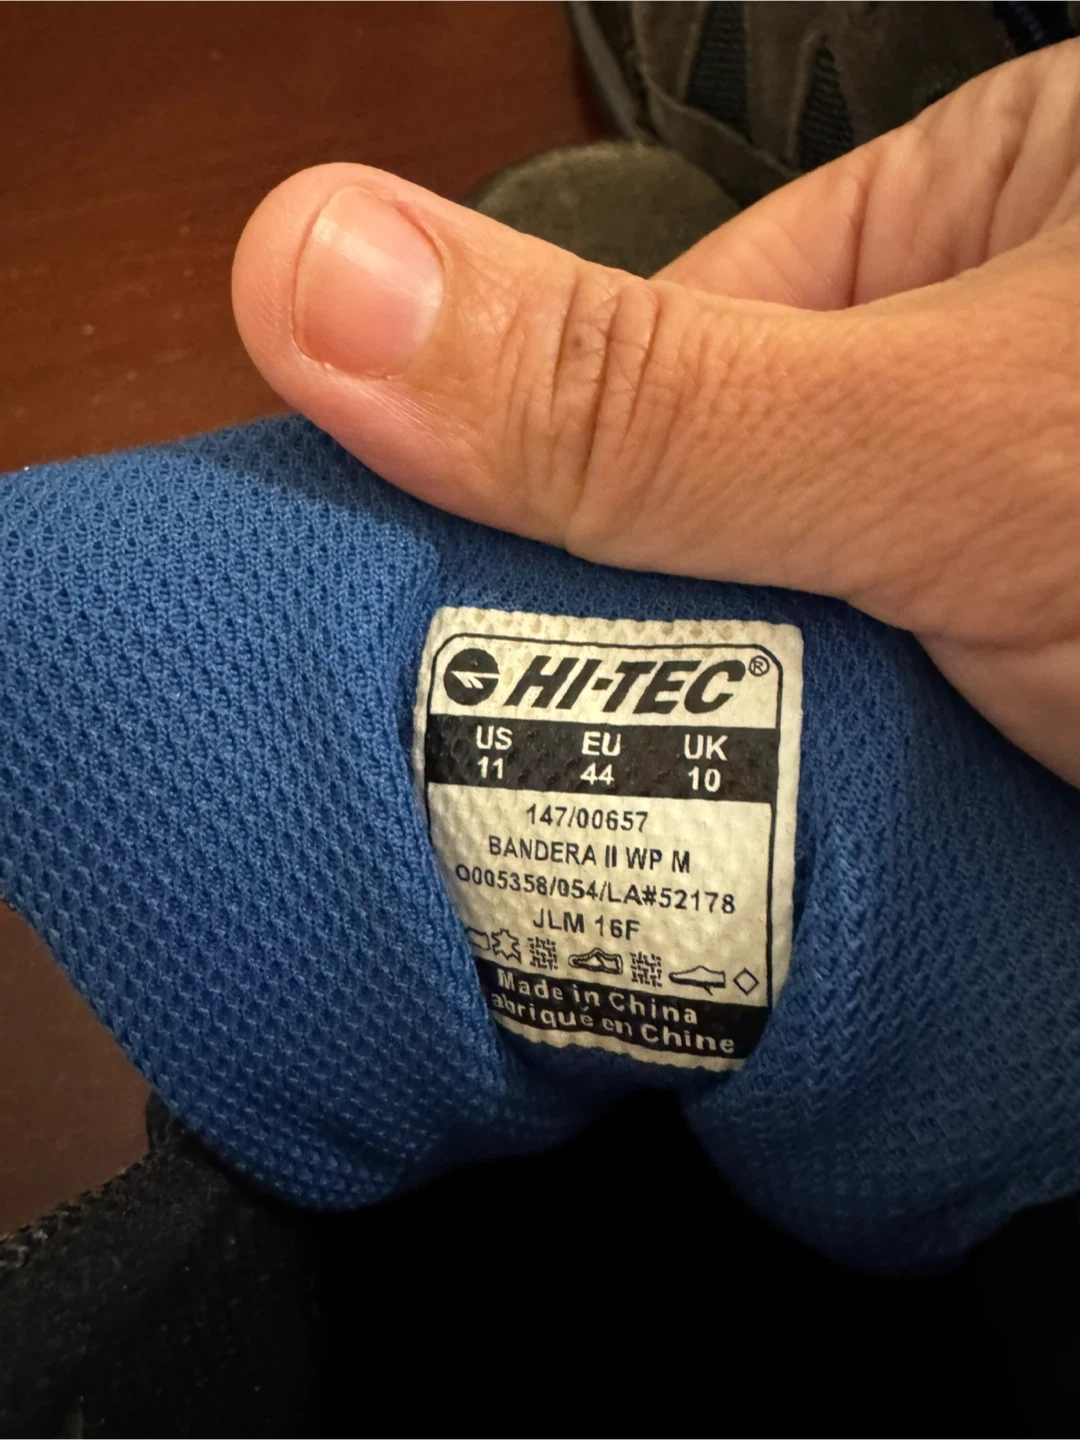 HI-TEC®
US EU UK
11 44 10
147/00657
BANDERA II WP M
O005358/054/LA#52178
JLM 16F
Made in China
abriqué en Chine